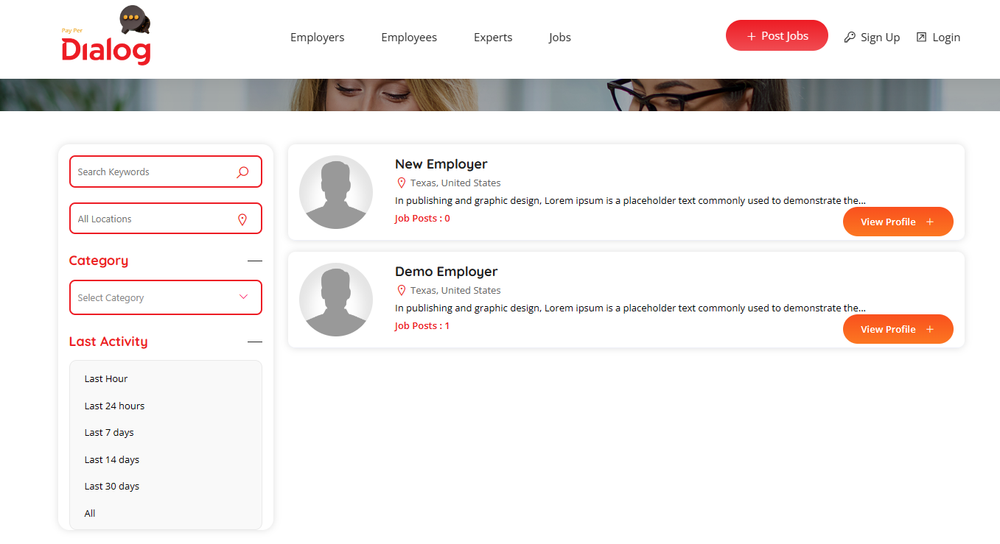 Pay Per
Dialog
Employers Employees Experts Jobs
+ Post Jobs Sign Up Login
Search Keywords
All Locations
Category
Select Category
Last Activity
Last Hour
Last 24 hours
Last 7 days
Last 14 days
Last 30 days
All
New Employer
Texas, United States
In publishing and graphic design, Lorem ipsum is a placeholder text commonly used to demonstrate the...
Job Posts : 0
View Profile +
Demo Employer
Texas, United States
In publishing and graphic design, Lorem ipsum is a placeholder text commonly used to demonstrate the...
Job Posts : 1
View Profile +